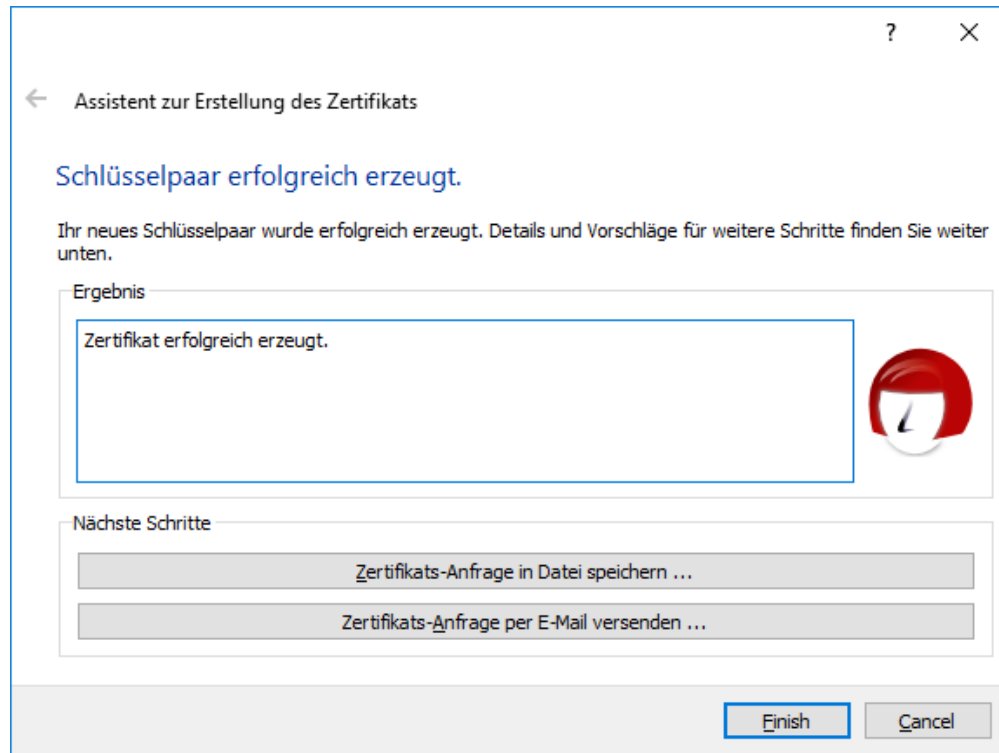 ?
Assistent zur Erstellung des Zertifikats
Schlüsselpaar erfolgreich erzeugt.
Ihr neues Schlüsselpaar wurde erfolgreich erzeugt. Details und Vorschläge für weitere Schritte finden Sie weiter
unten.
Ergebnis
Zertifikat erfolgreich erzeugt.
Nächste Schritte
Zertifikats-Anfrage in Datei speichern ...
Zertifikats-Anfrage per E-Mail versenden ...
Finish Cancel